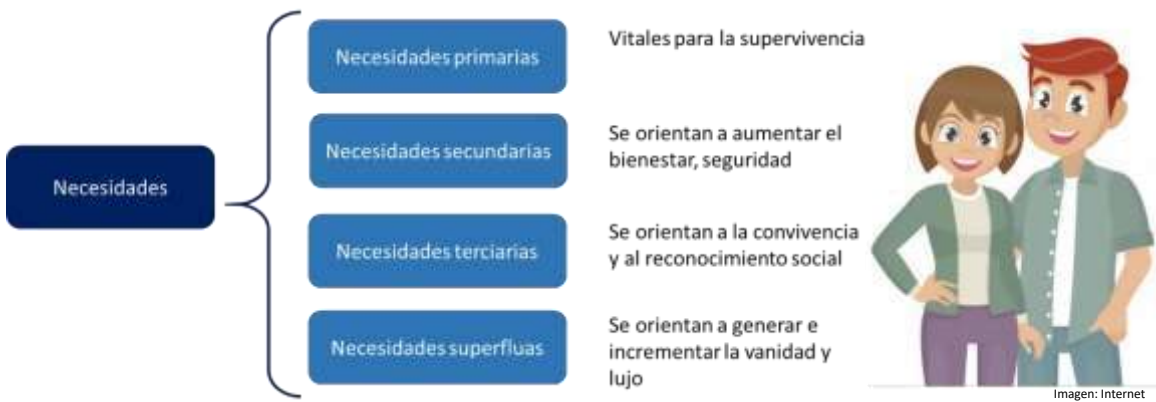 Necesidades
Necesidades primarias
Vitales para la supervivencia
Necesidades secundarias
Se orientan a aumentar el
bienestar, seguridad
Necesidades terciarias
Se orientan a la convivencia
y al reconocimiento social
Necesidades superfluas
Se orientan a generar e
incrementar la vanidad y
lujo
Imagen: Internet